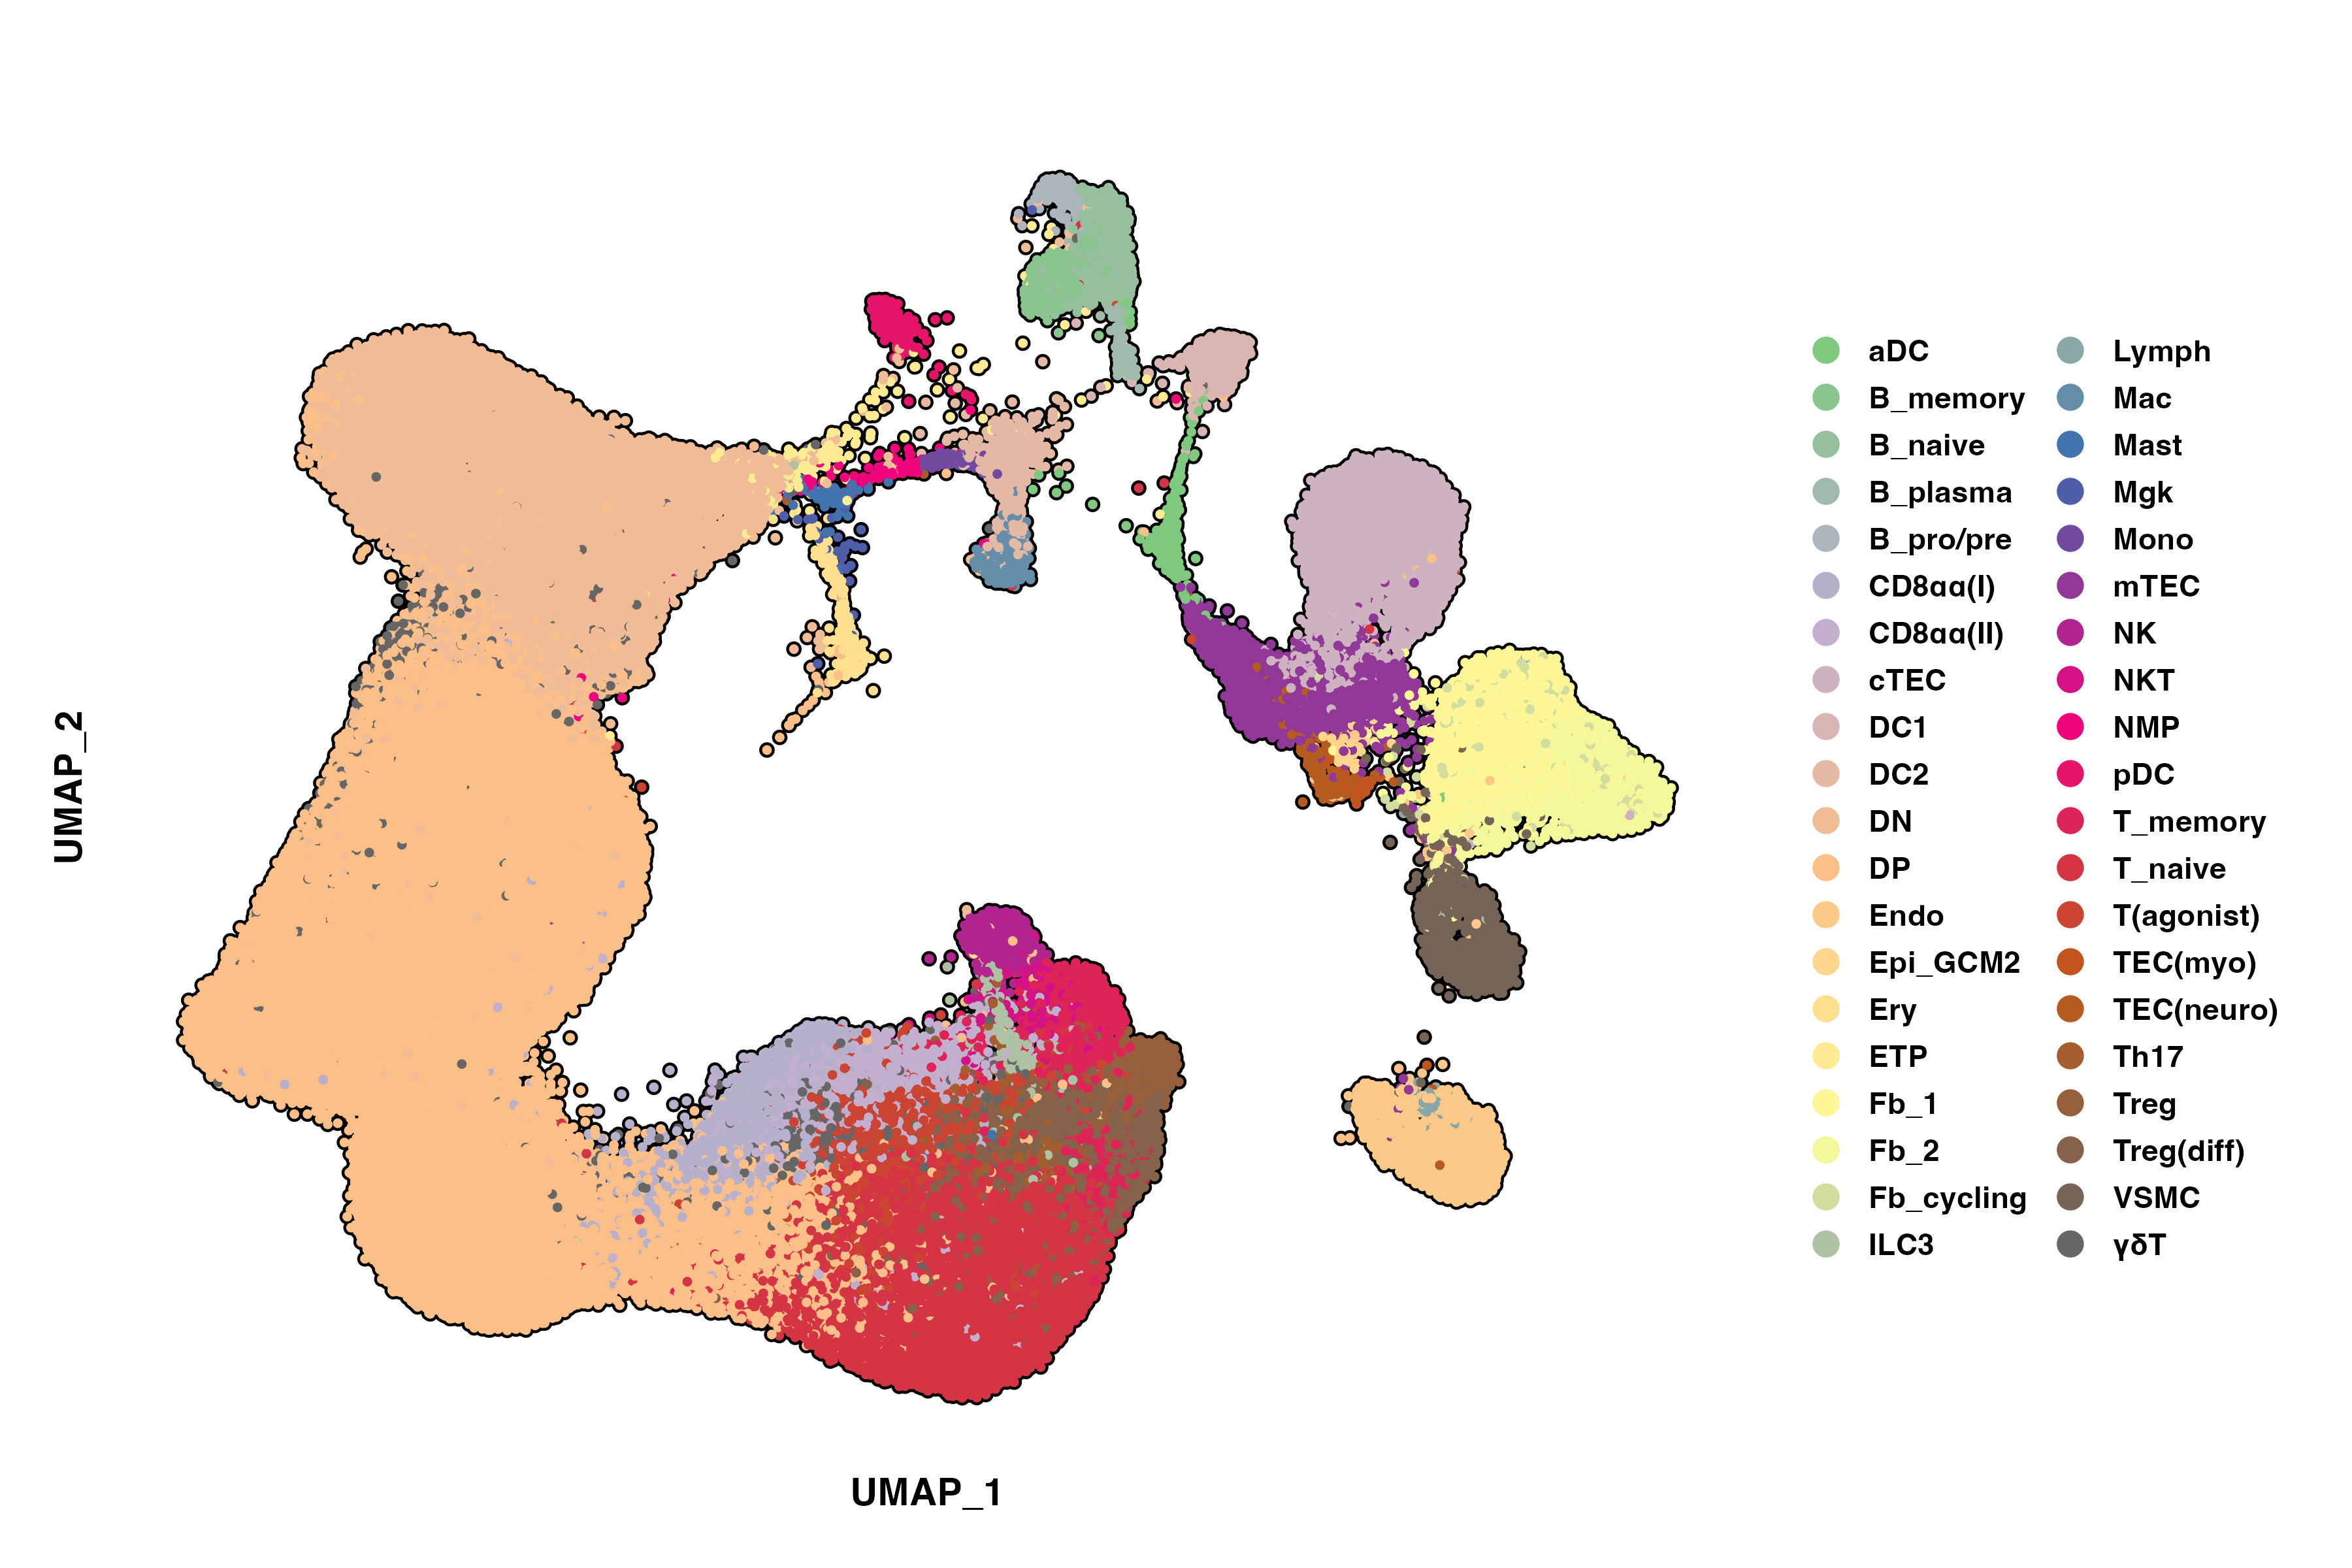 UMAP_2
UMAP_1
aDC
B_memory
B_naive
B_plasma
B_pro/pre
CD8αα(I)
CD8αα(II)
cTEC
DC1
DC2
DN
DP
Endo
Epi_GCM2
Ery
ETP
Fb_1
Fb_2
Fb_cycling
ILC3
Lymph
Mac
Mast
Mgk
Mono
mTEC
NK
NKT
NMP
pDC
T_memory
T_naive
T(agonist)
TEC(myo)
TEC(neuro)
Th17
Treg
Treg(diff)
VSMC
γδT